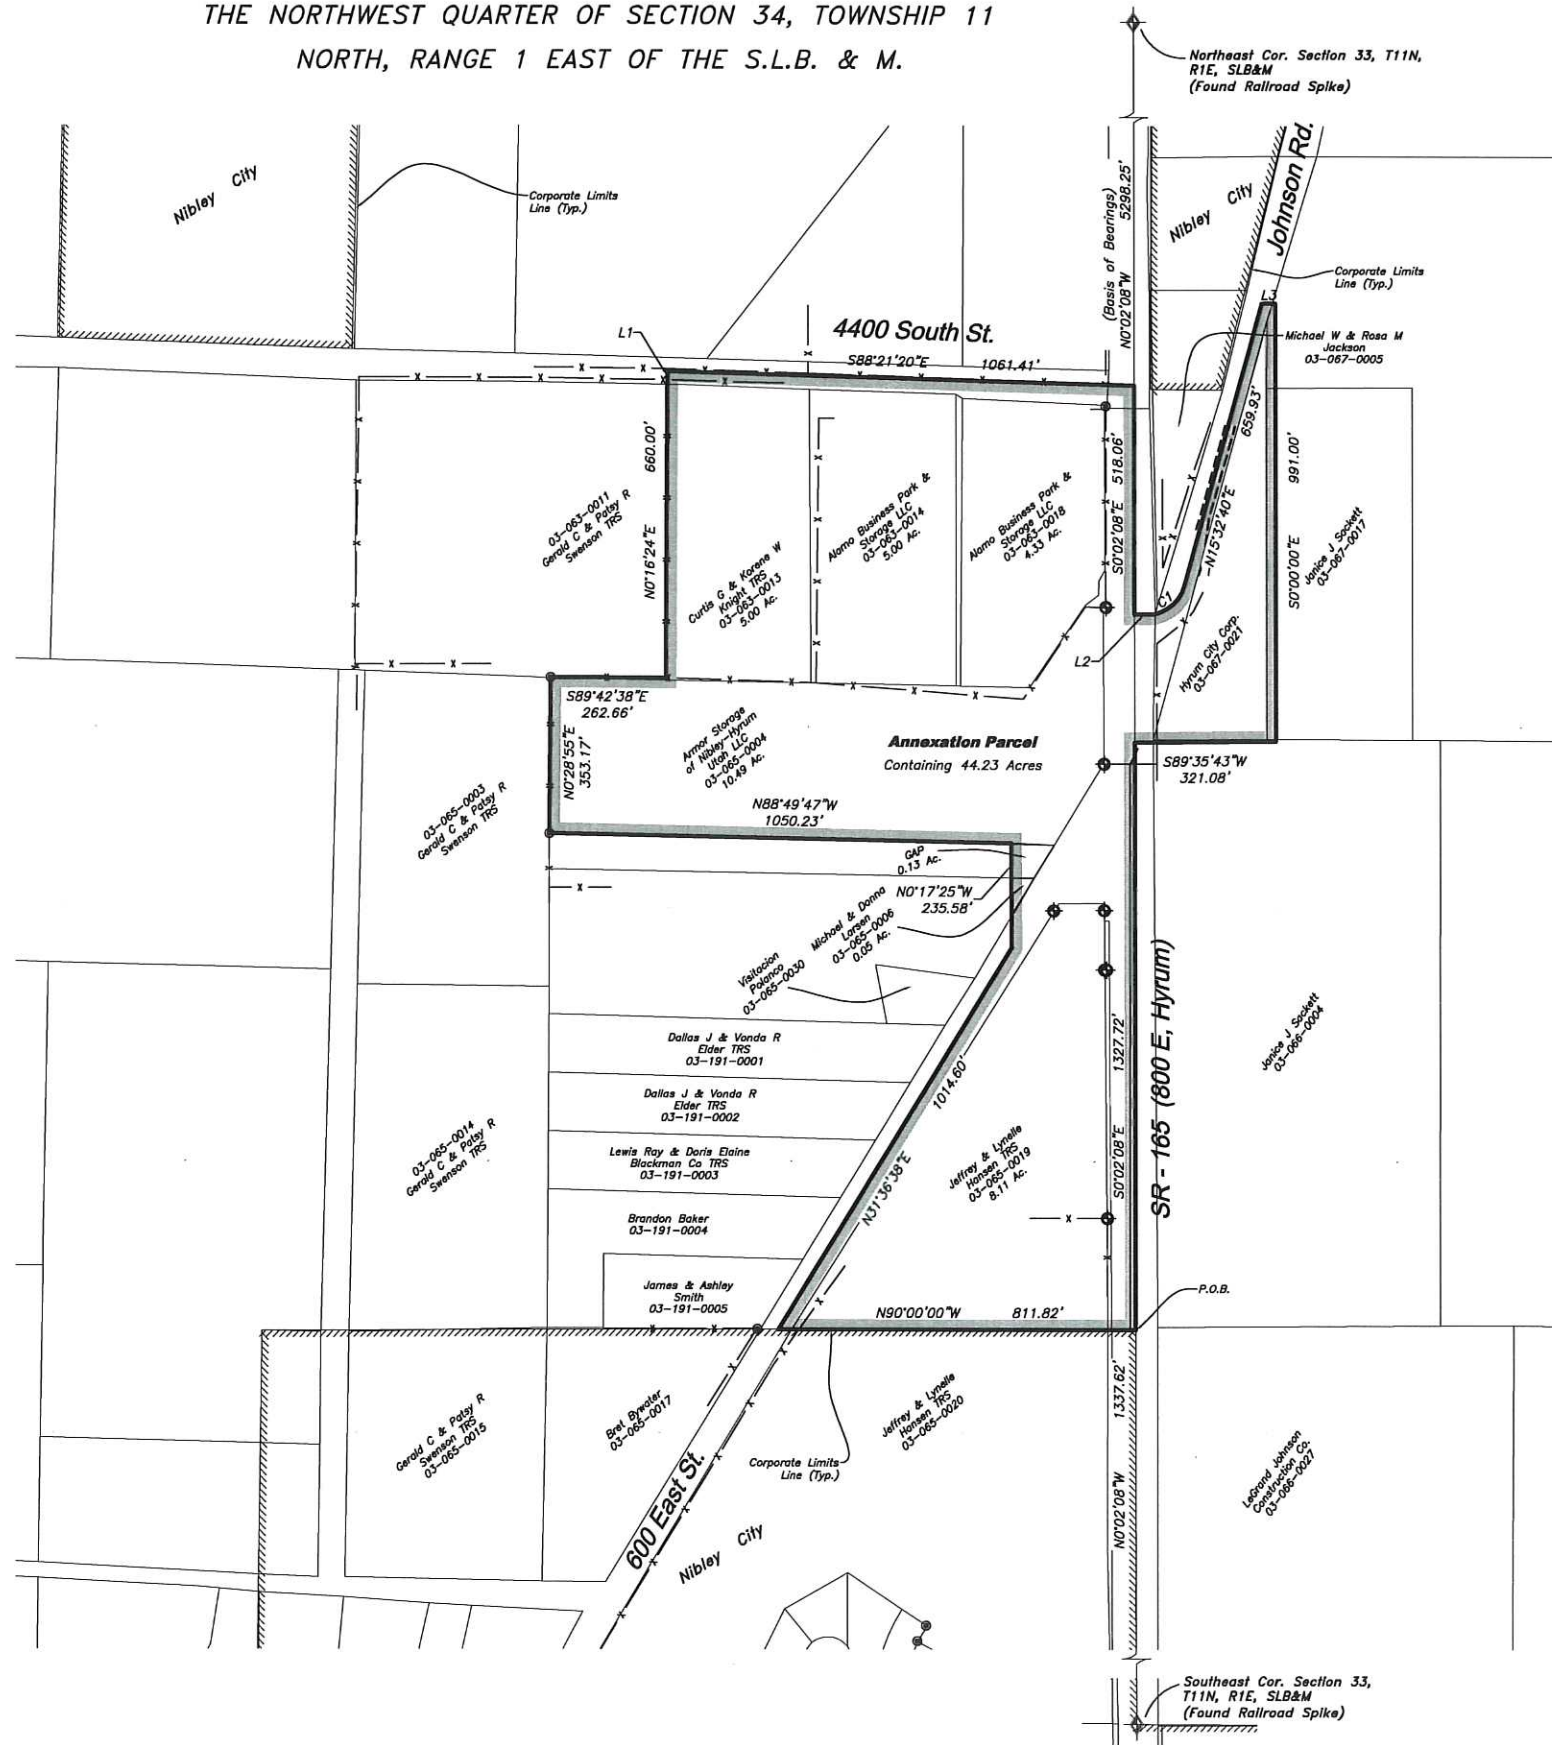 THE NORTHWEST QUARTER OF SECTION 34, TOWNSHIP 11
NORTH, RANGE 1 EAST OF THE S.L.B. & M.
Northeast Cor. Section 33, T11N,
R1E, SLB&M
(Found Railroad Spike)
Nibley City
Corporate Limits
Line (Typ.)
(Basis of Bearings)
N0°02'08"W 5298.25'
Nibley City
Johnson Rd.
Corporate Limits
Line (Typ.)
L3
L1
4400 South St.
S88°21'20"E 1061.41'
Michael W & Rosa M
Jackson
03-067-0005
659.93'
N15°32'40"E
991.00'
S0°00'00"E
Janice J Sackett
03-067-0017
660.00'
N0°16'24"E
518.06'
S0°02'08"E
03-063-0011
Gerald C & Patsy R
Swenson TRS
Curtis G & Korene W
Knight TRS
03-063-0013
5.00 Ac.
Alamo Business Park &
Storage LLC
03-063-0014
5.00 Ac.
Alamo Business Park &
Storage LLC
03-063-0018
4.33 Ac.
C1
L2
Hyrum City Corp.
03-067-0021
S89°42'38"E
262.66'
N0°28'55"E
353.17'
Armor Storage
of Nibley-Hyrum
Utah LLC
03-065-0004
10.49 Ac.
Annexation Parcel
Containing 44.23 Acres
S89°35'43"W
321.08'
N88°49'47"W
1050.23'
03-065-0003
Gerald C & Patsy R
Swenson TRS
GAP
0.13 Ac.
N0°17'25"W
235.58'
Michael & Donna
Larsen
03-065-0006
0.05 Ac.
Visitacion
Polanco
03-065-0030
Dallas J & Vonda R
Elder TRS
03-191-0001
Dallas J & Vonda R
Elder TRS
03-191-0002
Lewis Ray & Doris Elaine
Blackman Co TRS
03-191-0003
Brandon Baker
03-191-0004
James & Ashley
Smith
03-191-0005
03-065-0014
Gerald C & Patsy R
Swenson TRS
1014.60'
N31°36'38"E
Jeffrey & Lynelle
Hansen TRS
03-065-0019
8.11 Ac.
1327.72'
S0°02'08"E
SR - 165 (800 E, Hyrum)
Janice J Sackett
03-066-0004
P.O.B.
N90°00'00"W 811.82'
1337.62'
N0°02'08"W
Gerald C & Patsy R
Swenson TRS
03-065-0015
Bret Bywater
03-065-0017
Jeffrey & Lynelle
Hansen TRS
03-065-0020
Corporate Limits
Line (Typ.)
600 East St.
Nibley City
LeGrand Johnson
Construction Co.
03-066-0027
Southeast Cor. Section 33,
T11N, R1E, SLB&M
(Found Railroad Spike)